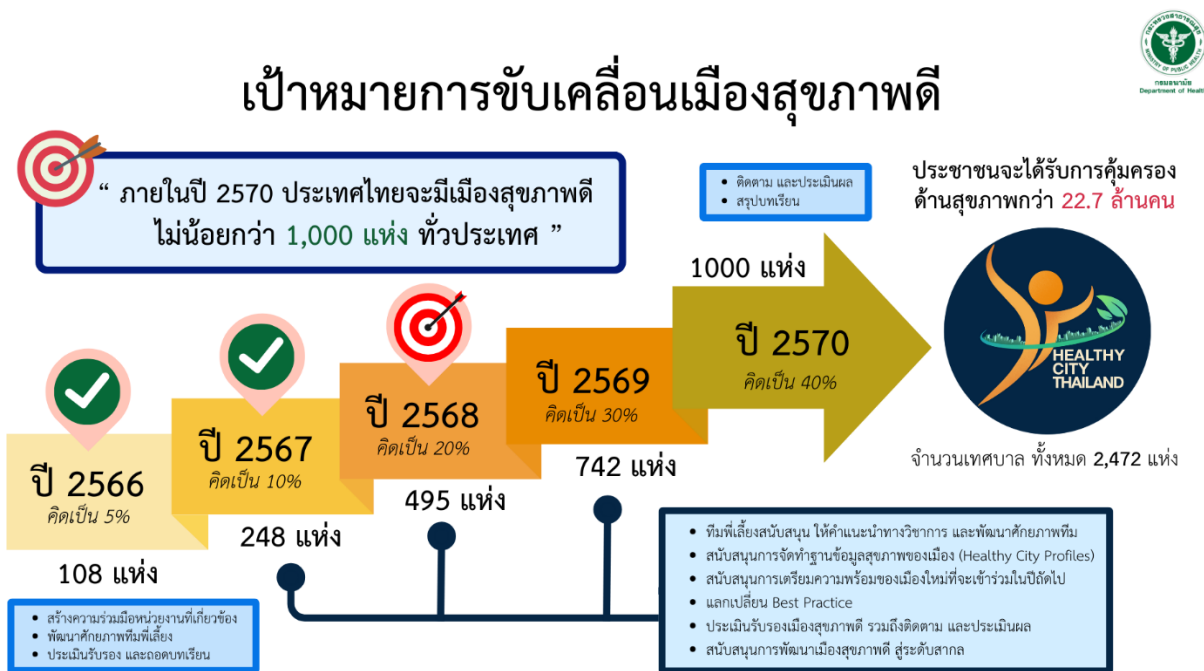 กระทรวงสาธารณสุข
MINISTRY OF PUBLIC HEALTH
กรมอนามัย
Department of Health
เป้าหมายการขับเคลื่อนเมืองสุขภาพดี
“ ภายในปี 2570 ประเทศไทยจะมีเมืองสุขภาพดี
ไม่น้อยกว่า 1,000 แห่ง ทั่วประเทศ ”
• ติดตาม และประเมินผล
• สรุปบทเรียน
ประชาชนจะได้รับการคุ้มครอง
ด้านสุขภาพกว่า 22.7 ล้านคน
ปี 2566
คิดเป็น 5%
108 แห่ง
ปี 2567
คิดเป็น 10%
248 แห่ง
ปี 2568
คิดเป็น 20%
495 แห่ง
ปี 2569
คิดเป็น 30%
742 แห่ง
1000 แห่ง
ปี 2570
คิดเป็น 40%
HEALTHY
CITY
THAILAND
จำนวนเทศบาล ทั้งหมด 2,472 แห่ง
• สร้างความร่วมมือหน่วยงานที่เกี่ยวข้อง
• พัฒนาศักยภาพทีมพี่เลี้ยง
• ประเมินรับรอง และถอดบทเรียน
• ทีมพี่เลี้ยงสนับสนุน ให้คำแนะนำทางวิชาการ และพัฒนาศักยภาพทีม
• สนับสนุนการจัดทำฐานข้อมูลสุขภาพของเมือง (Healthy City Profiles)
• สนับสนุนการเตรียมความพร้อมของเมืองใหม่ที่จะเข้าร่วมในปีถัดไป
• แลกเปลี่ยน Best Practice
• ประเมินรับรองเมืองสุขภาพดี รวมถึงติดตาม และประเมินผล
• สนับสนุนการพัฒนาเมืองสุขภาพดี สู่ระดับสากล